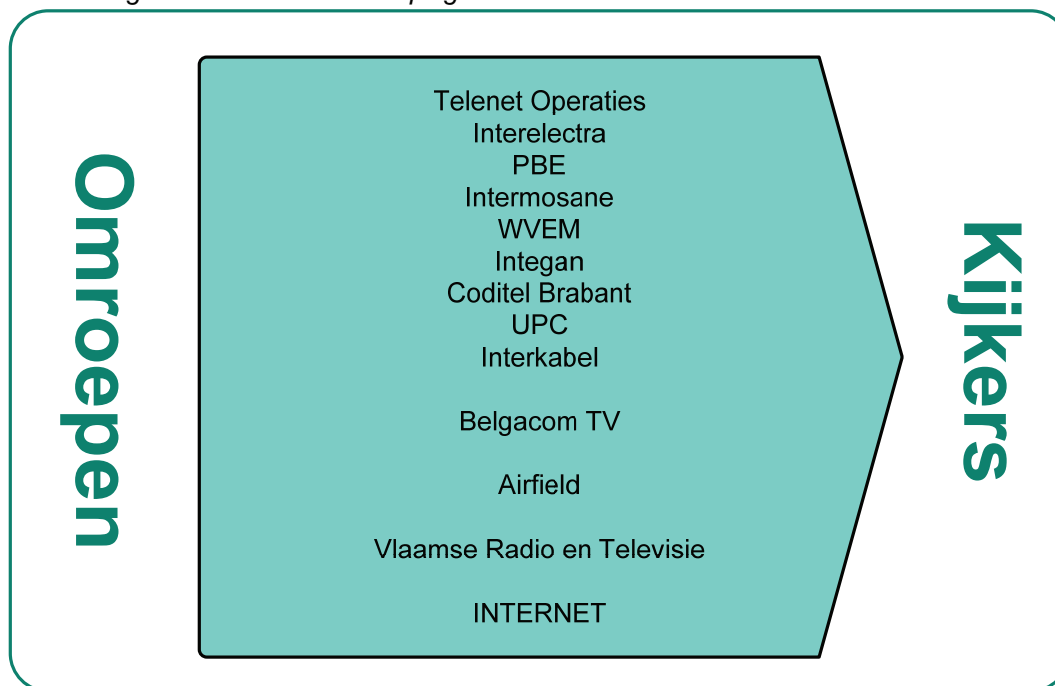 Omroepen
Telenet Operaties
Interelectra
PBE
Intermosane
WVEM
Integan
Coditel Brabant
UPC
Interkabel
Belgacom TV
Airfield
Vlaamse Radio en Televisie
INTERNET
Kijkers